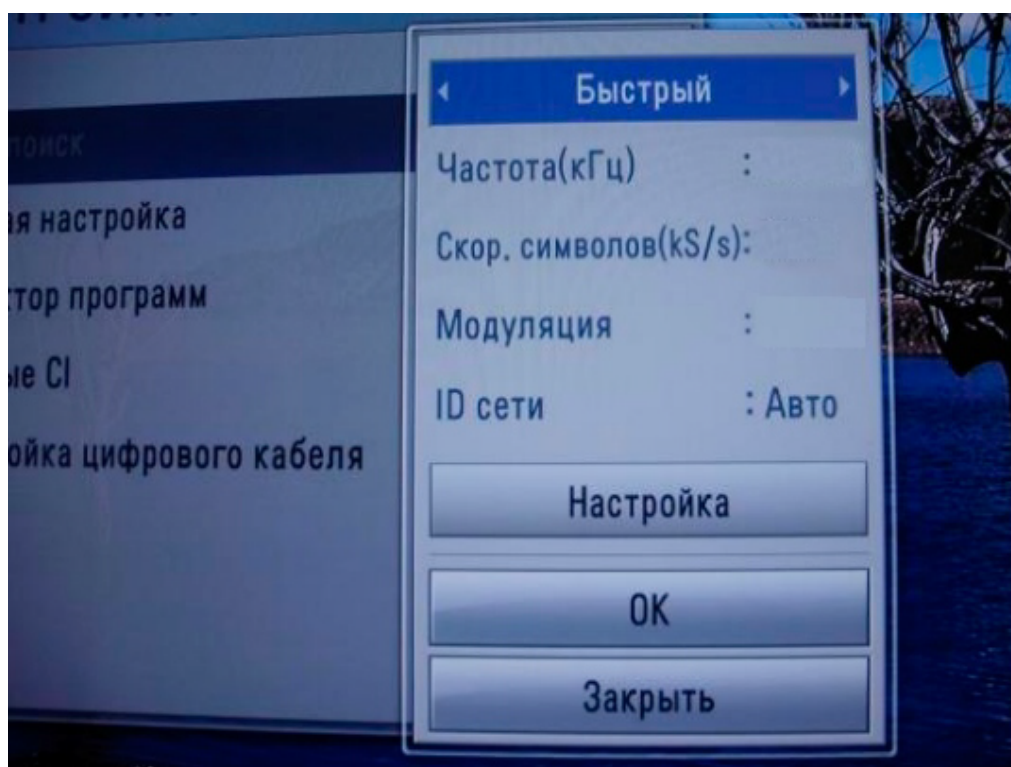 поиск
ая настройка
тор программ
ые CI
ойка цифрового кабеля
Быстрый
Частота(кГц) :
Скор. символов(kS/s):
Модуляция :
ID сети : Авто
Настройка
OK
Закрыть